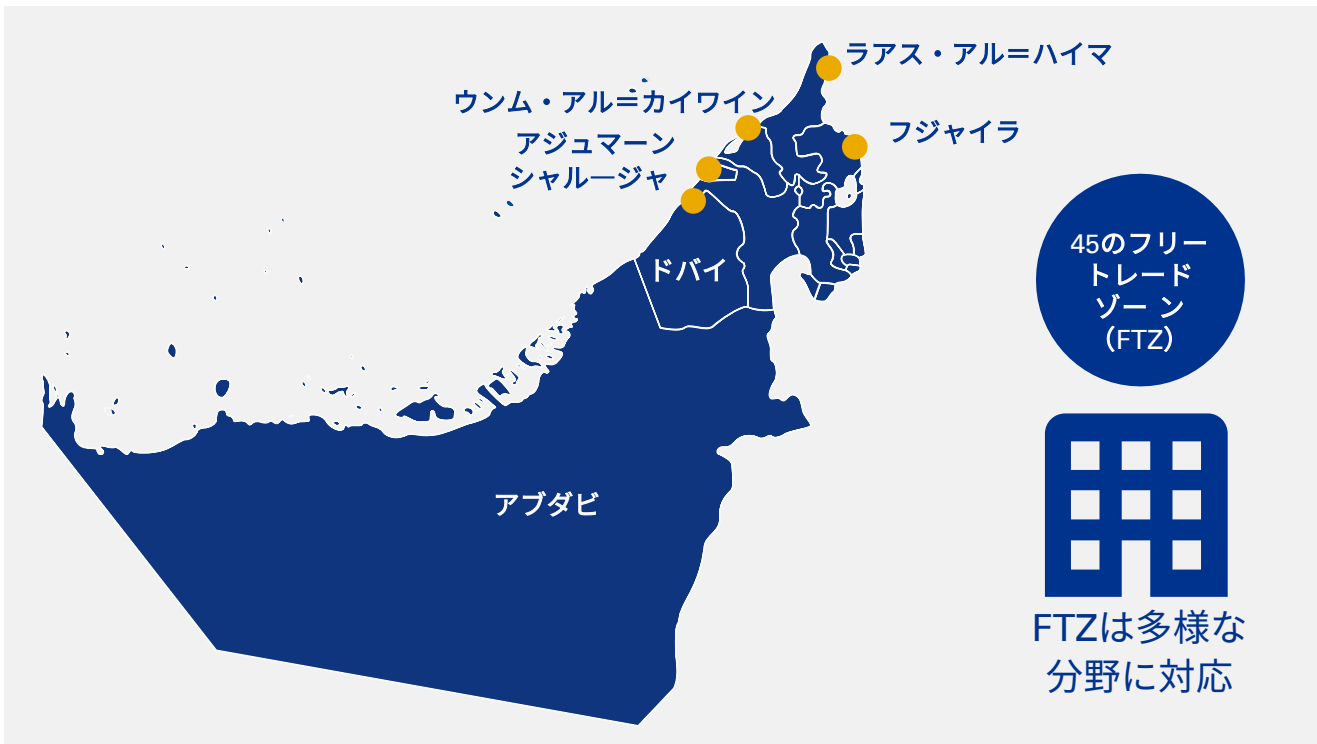 ラアス・アル＝ハイマ
ウンム・アル＝カイワイン
フジャイラ
アジュマーン
シャル―ジャ
ドバイ
アブダビ
45のフリー
トレード
ゾー ン
（FTZ）
FTZは多様な
分野に対応